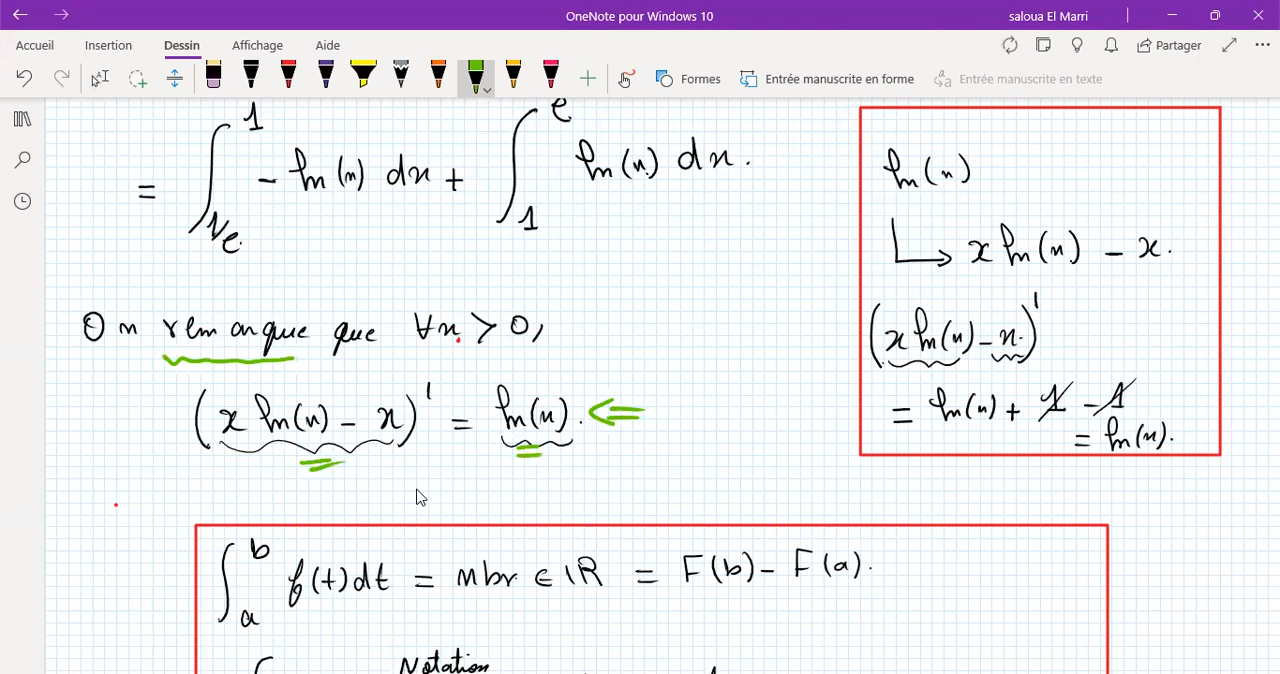 OneNote pour Windows 10
saloua El Marri
Accueil Insertion Dessin Affichage Aide
Partager
Formes Entrée manuscrite en forme Entrée manuscrite en texte
= ∫_{1/e}^{1} - ln(x) dx + ∫_{1}^{e} ln(x) dx.
On remarque que ∀x > 0,
(x ln(x) - x)' = ln(x). ⇐
ln(x)
↳ x ln(x) - x.
(x ln(x) - x.)'
= ln(x) + 1 - 1
= ln(x).
∫_{a}^{b} f(t)dt = nbr ∈ IR = F(b) - F(a).
Notation